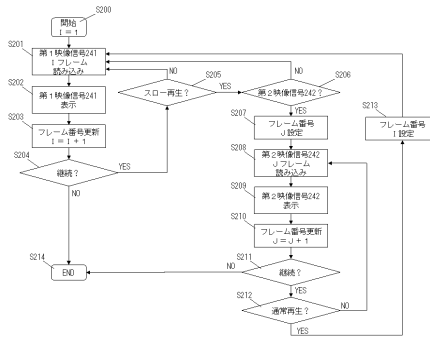 S200
開始
I=1
S201
第1映像信号241
Iフレーム
読み込み
S202
第1映像信号241
表示
S203
フレーム番号更新
I=I+1
S204
継続？
YES
NO
S205
スロー再生？
NO
YES
S206
第2映像信号242？
NO
YES
S207
フレーム番号
J設定
S208
第2映像信号242
Jフレーム
読み込み
S209
第2映像信号242
表示
S210
フレーム番号更新
J=J+1
S211
継続？
NO
YES
S212
通常再生？
NO
YES
S213
フレーム番号
I設定
S214
END